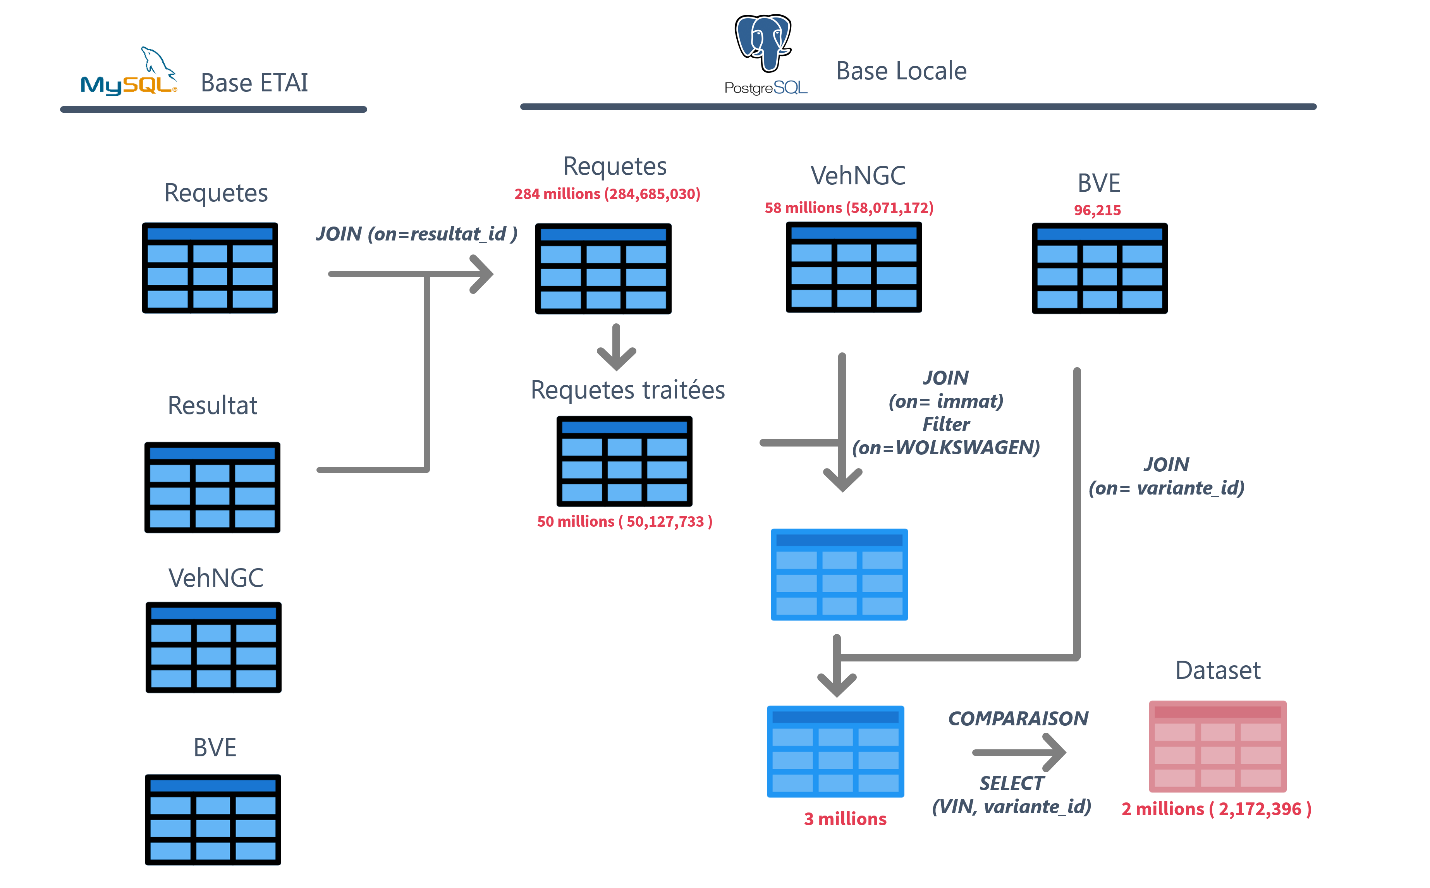 MySQL
Base ETAI
PostgreSQL
Base Locale
Requetes
Resultat
VehNGC
BVE
JOIN (on=resultat_id )
Requetes
284 millions (284,685,030)
Requetes traitées
50 millions ( 50,127,733 )
VehNGC
58 millions (58,071,172)
BVE
96,215
JOIN
(on= immat)
Filter
(on=WOLKSWAGEN)
JOIN
(on= variante_id)
3 millions
COMPARAISON
SELECT
(VIN, variante_id)
Dataset
2 millions ( 2,172,396 )